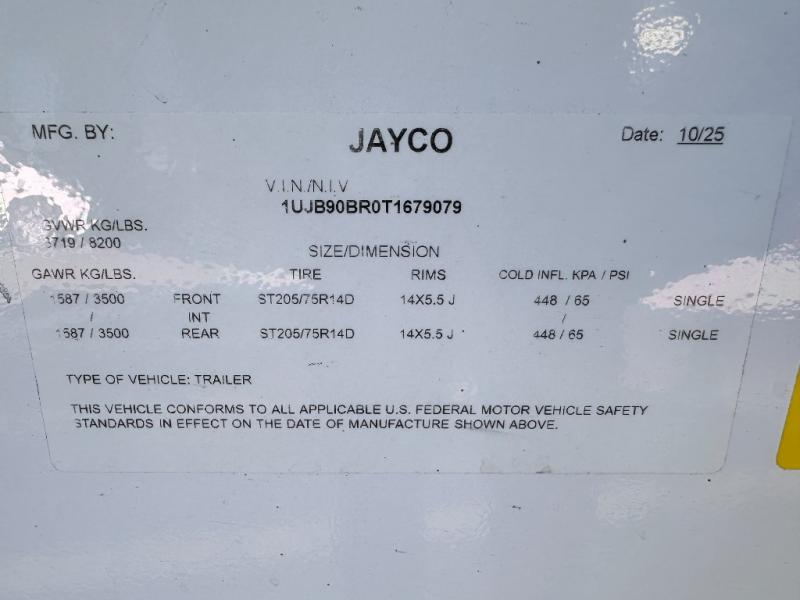 MFG. BY: JAYCO Date: 10/25
V.I.N./N.I.V
1UJB90BR0T1679079
GVWR KG/LBS.
3719 / 8200
SIZE/DIMENSION
GAWR KG/LBS. TIRE RIMS COLD INFL. KPA / PSI
1587 / 3500 FRONT ST205/75R14D 14X5.5 J 448 / 65 SINGLE
/ INT /
1587 / 3500 REAR ST205/75R14D 14X5.5 J 448 / 65 SINGLE
TYPE OF VEHICLE: TRAILER
THIS VEHICLE CONFORMS TO ALL APPLICABLE U.S. FEDERAL MOTOR VEHICLE SAFETY
STANDARDS IN EFFECT ON THE DATE OF MANUFACTURE SHOWN ABOVE.